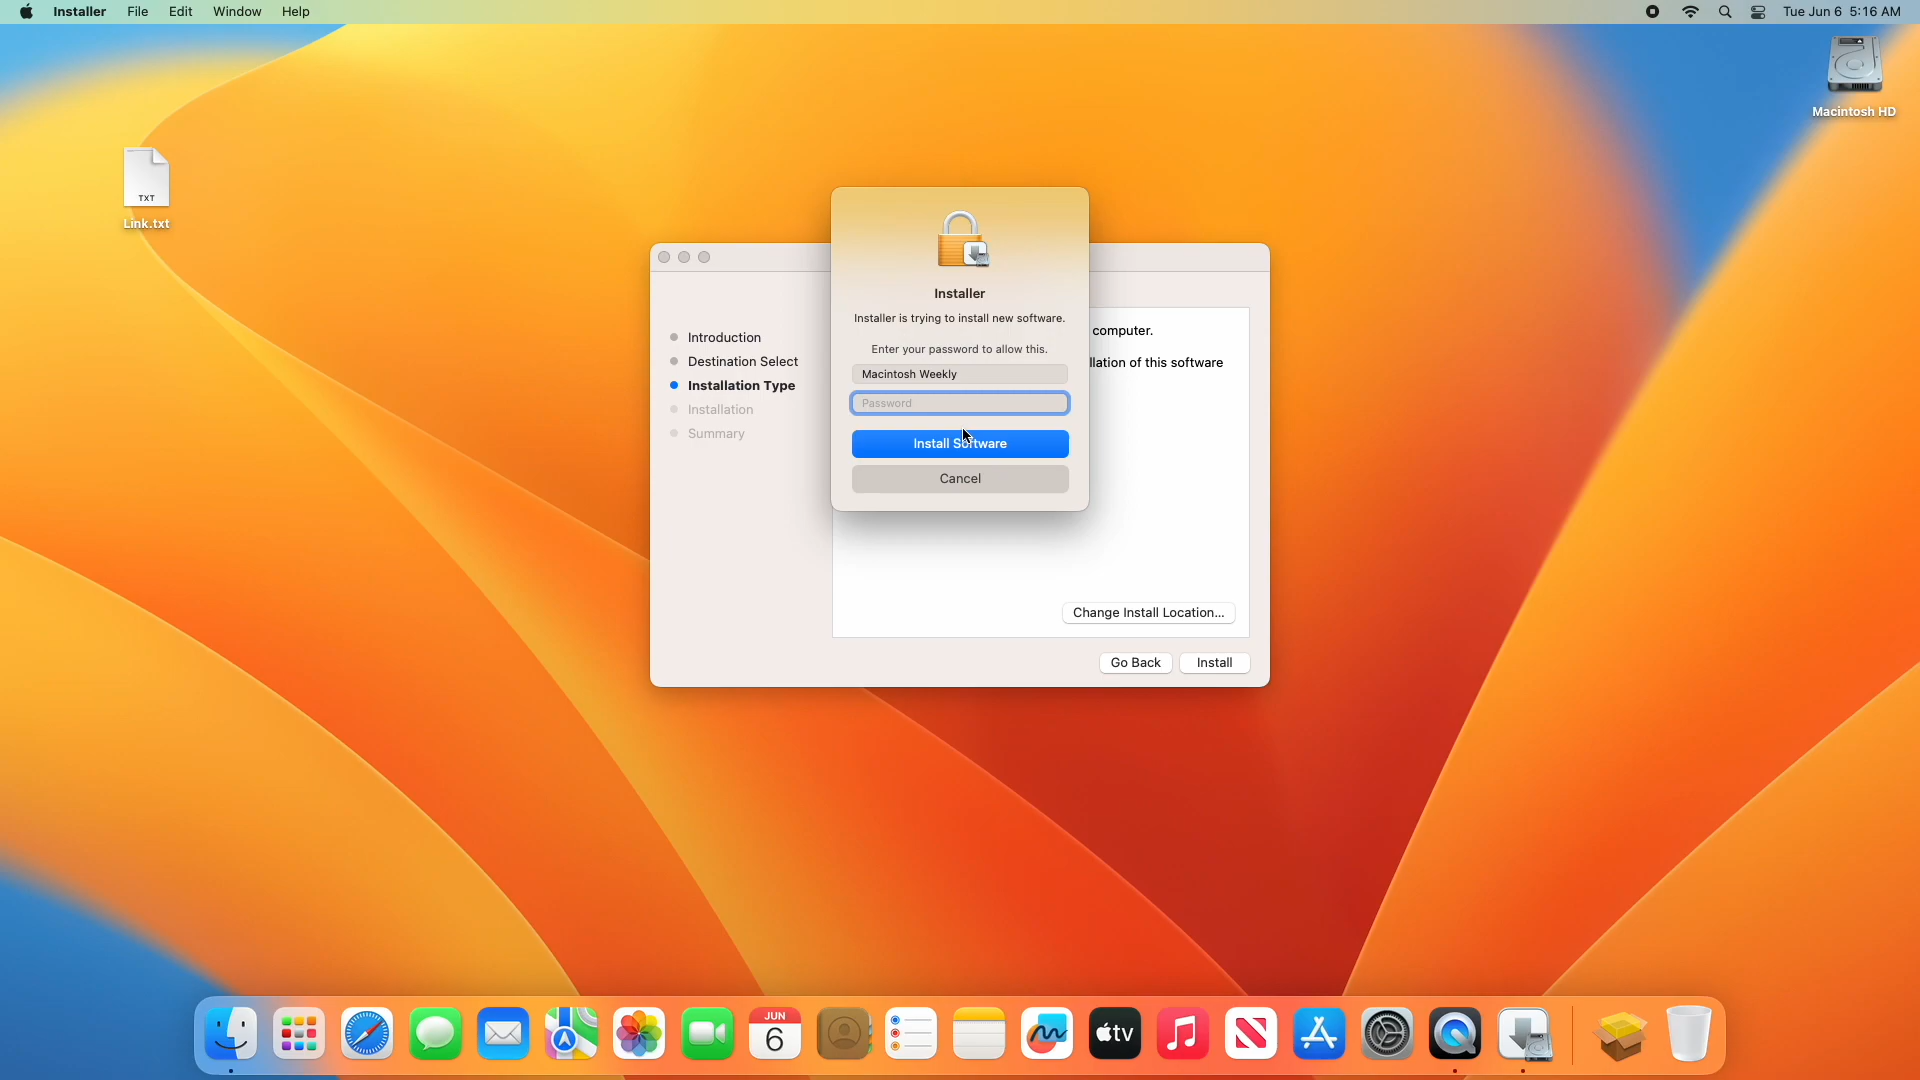 Installer File Edit Window Help
Tue Jun 6 5:16 AM
Macintosh HD
TXT
Link.txt
Installer
Installer is trying to install new software.
Enter your password to allow this.
Macintosh Weekly
Password
Install Software
Cancel
Introduction
Destination Select
Installation Type
Installation
Summary
computer.
llation of this software
Change Install Location...
Go Back
Install
JUN
6
tv